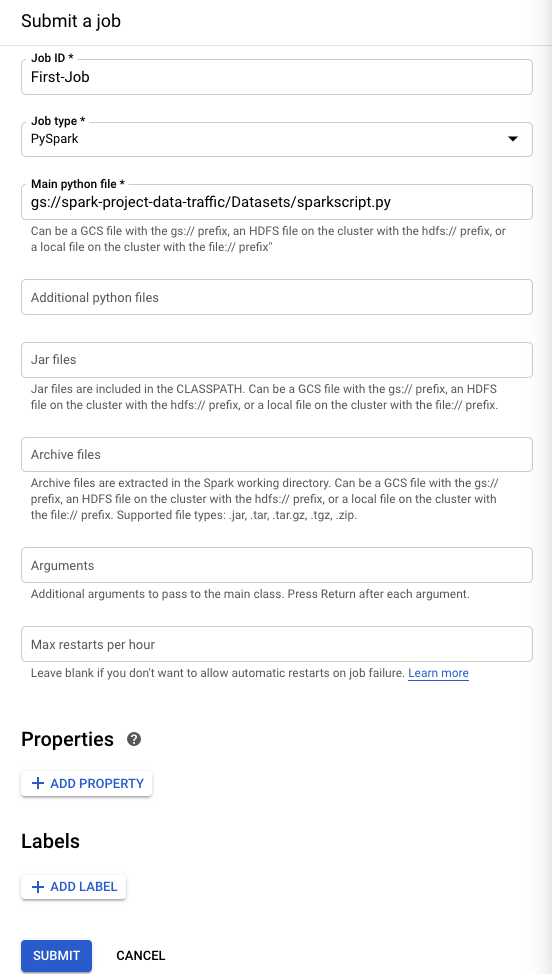 Submit a job
Job ID *
First-Job
Job type *
PySpark
Main python file *
gs://spark-project-data-traffic/Datasets/sparkscript.py
Can be a GCS file with the gs:// prefix, an HDFS file on the cluster with the hdfs:// prefix, or
a local file on the cluster with the file:// prefix"
Additional python files
Jar files
Jar files are included in the CLASSPATH. Can be a GCS file with the gs:// prefix, an HDFS
file on the cluster with the hdfs:// prefix, or a local file on the cluster with the file:// prefix.
Archive files
Archive files are extracted in the Spark working directory. Can be a GCS file with the gs://
prefix, an HDFS file on the cluster with the hdfs:// prefix, or a local file on the cluster with
the file:// prefix. Supported file types: .jar, .tar, .tar.gz, .tgz, .zip.
Arguments
Additional arguments to pass to the main class. Press Return after each argument.
Max restarts per hour
Leave blank if you don't want to allow automatic restarts on job failure. Learn more
Properties ?
+ ADD PROPERTY
Labels
+ ADD LABEL
SUBMIT CANCEL